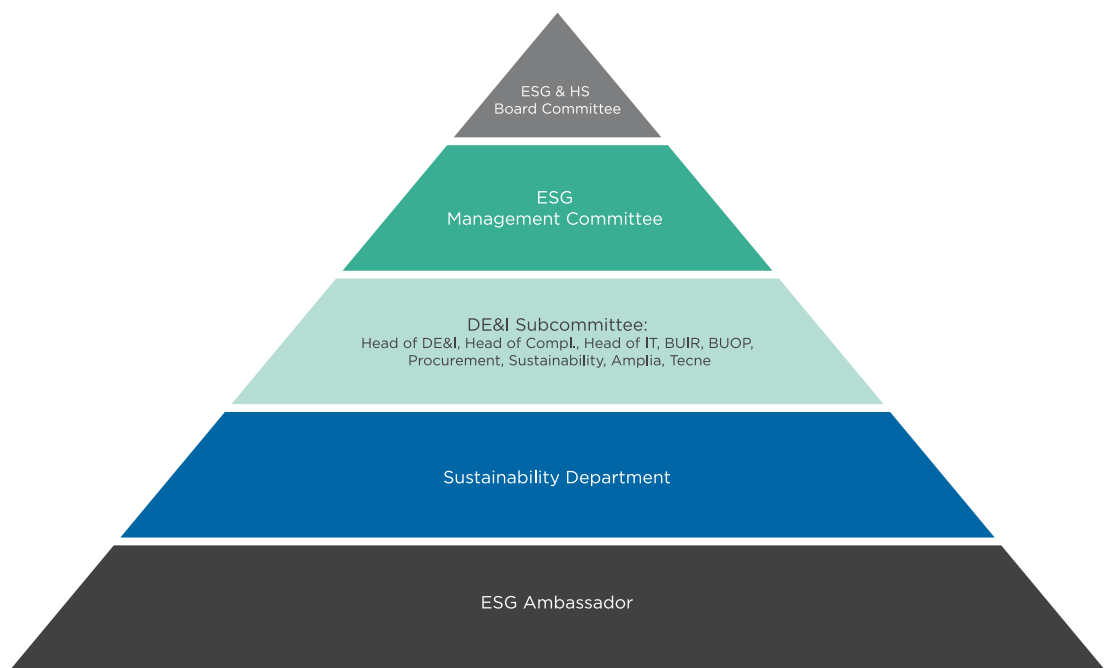 ESG & HS
Board Committee
ESG
Management Committee
DE&I Subcommittee:
Head of DE&I, Head of Compl., Head of IT, BUIR, BUOP,
Procurement, Sustainability, Amplia, Tecne
Sustainability Department
ESG Ambassador